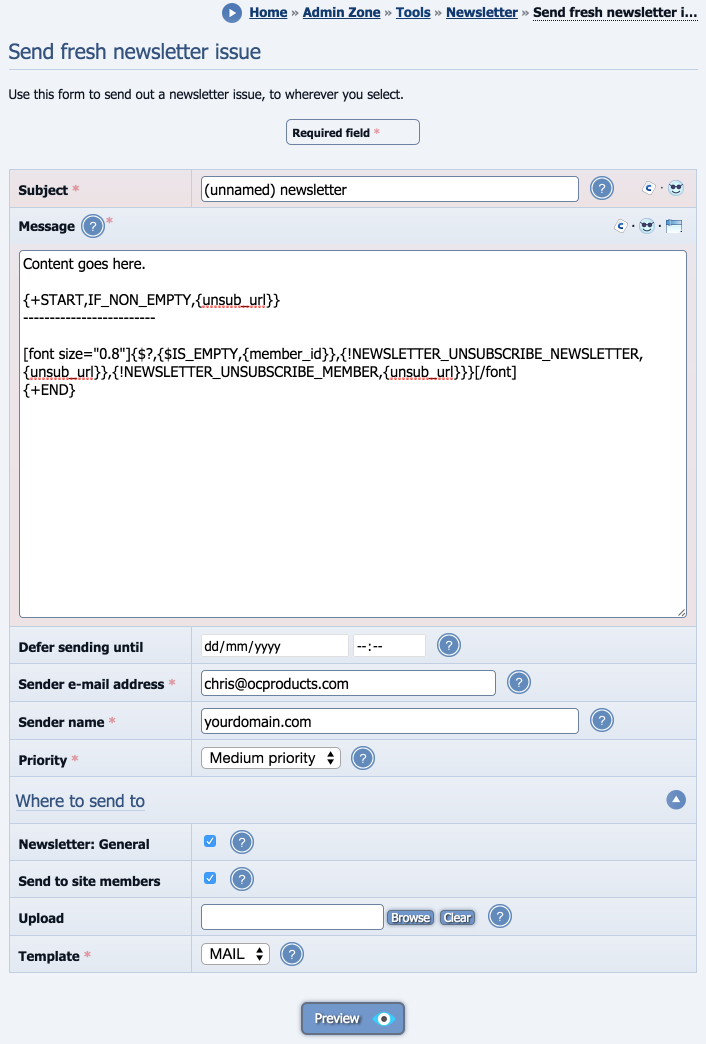 Home » Admin Zone » Tools » Newsletter » Send fresh newsletter i...
Send fresh newsletter issue
Use this form to send out a newsletter issue, to wherever you select.
Required field *
Subject * (unnamed) newsletter ?
Message ? *
Content goes here.
{+START,IF_NON_EMPTY,{unsub_url}}
-------------------------
[font size="0.8"]{$?,{$IS_EMPTY,{member_id}},{!NEWSLETTER_UNSUBSCRIBE_NEWSLETTER,
{unsub_url}},{!NEWSLETTER_UNSUBSCRIBE_MEMBER,{unsub_url}}}[/font]
{+END}
Defer sending until dd/mm/yyyy --:-- ?
Sender e-mail address * chris@ocproducts.com ?
Sender name * yourdomain.com ?
Priority * Medium priority ?
Where to send to
Newsletter: General ?
Send to site members ?
Upload Browse Clear ?
Template * MAIL ?
Preview